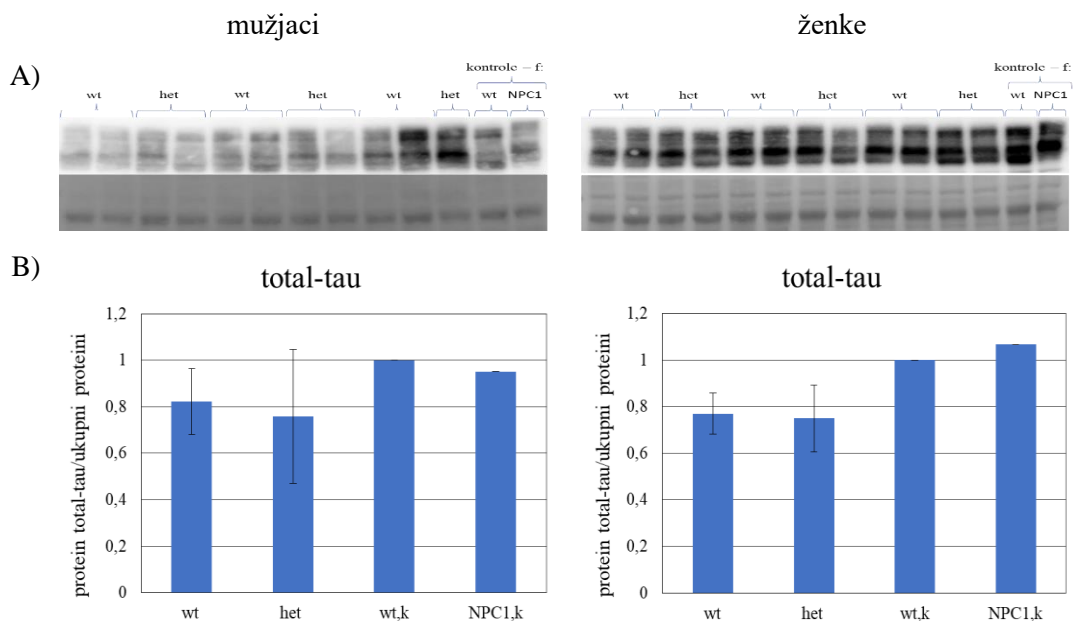 mužjaci
ženke
A)
kontrole – f:
wt het wt het wt het wt NPC1
kontrole – f:
wt hct wt hct wt het wt NPC1
B)
total-tau
protein total-tau/ukupni proteini
1,2
1
0,8
0,6
0,4
0,2
0
wt het wt,k NPC1,k
total-tau
protein total-tau/ukupni proteini
1,2
1
0,8
0,6
0,4
0,2
0
wt het wt,k NPC1,k